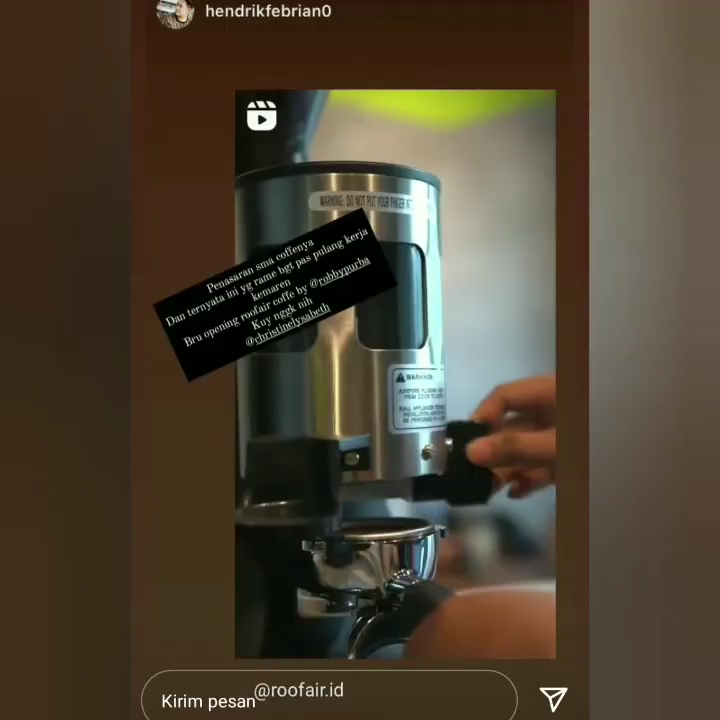 hendrikfebrian0
WARNING: DO NOT PUT YOUR FINGER
Penasaran sma coffenya
Dan ternyata ini yg rame bgt pas pulang kerja
kemaren
Bru opening roofair coffe by @robbypurba
Kuy nggk nih
@christinelysabeth
WARNING
@roofair.id
Kirim pesan